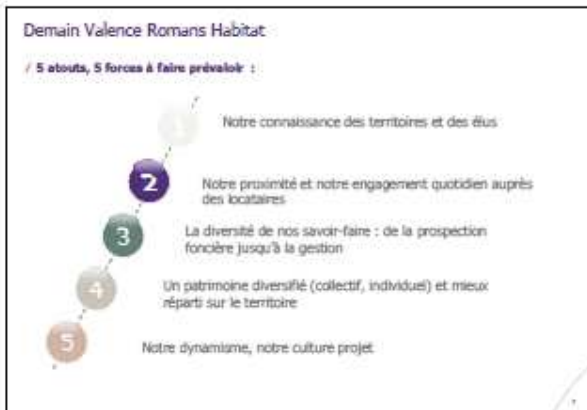 Demain Valence Romans Habitat
/ 5 atouts, 5 forces à faire prévaloir :
1
Notre connaissance des territoires et des élus
2
Notre proximité et notre engagement quotidien auprès
des locataires
3
La diversité de nos savoir-faire : de la prospection
foncière jusqu'à la gestion
4
Un patrimoine diversifié (collectif, individuel) et mieux
réparti sur le territoire
5
Notre dynamisme, notre culture projet